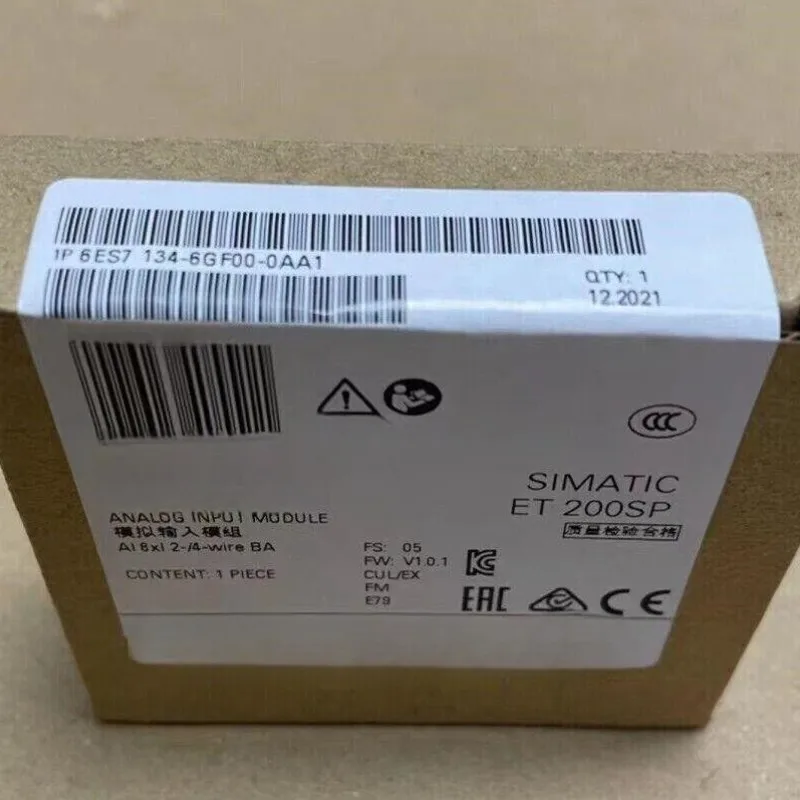 1P 6ES7 134-6GF00-0AA1
QTY: 1
12.2021
CCC
SIMATIC
ET 200SP
质量检验合格
ANALOG INPUT MODULE
模拟输入模组
AI 8xI 2-/4-wire BA
CONTENT: 1 PIECE
FS: 05
FW: V1.0.1
CUL/EX
FM
E79
EAC
CE